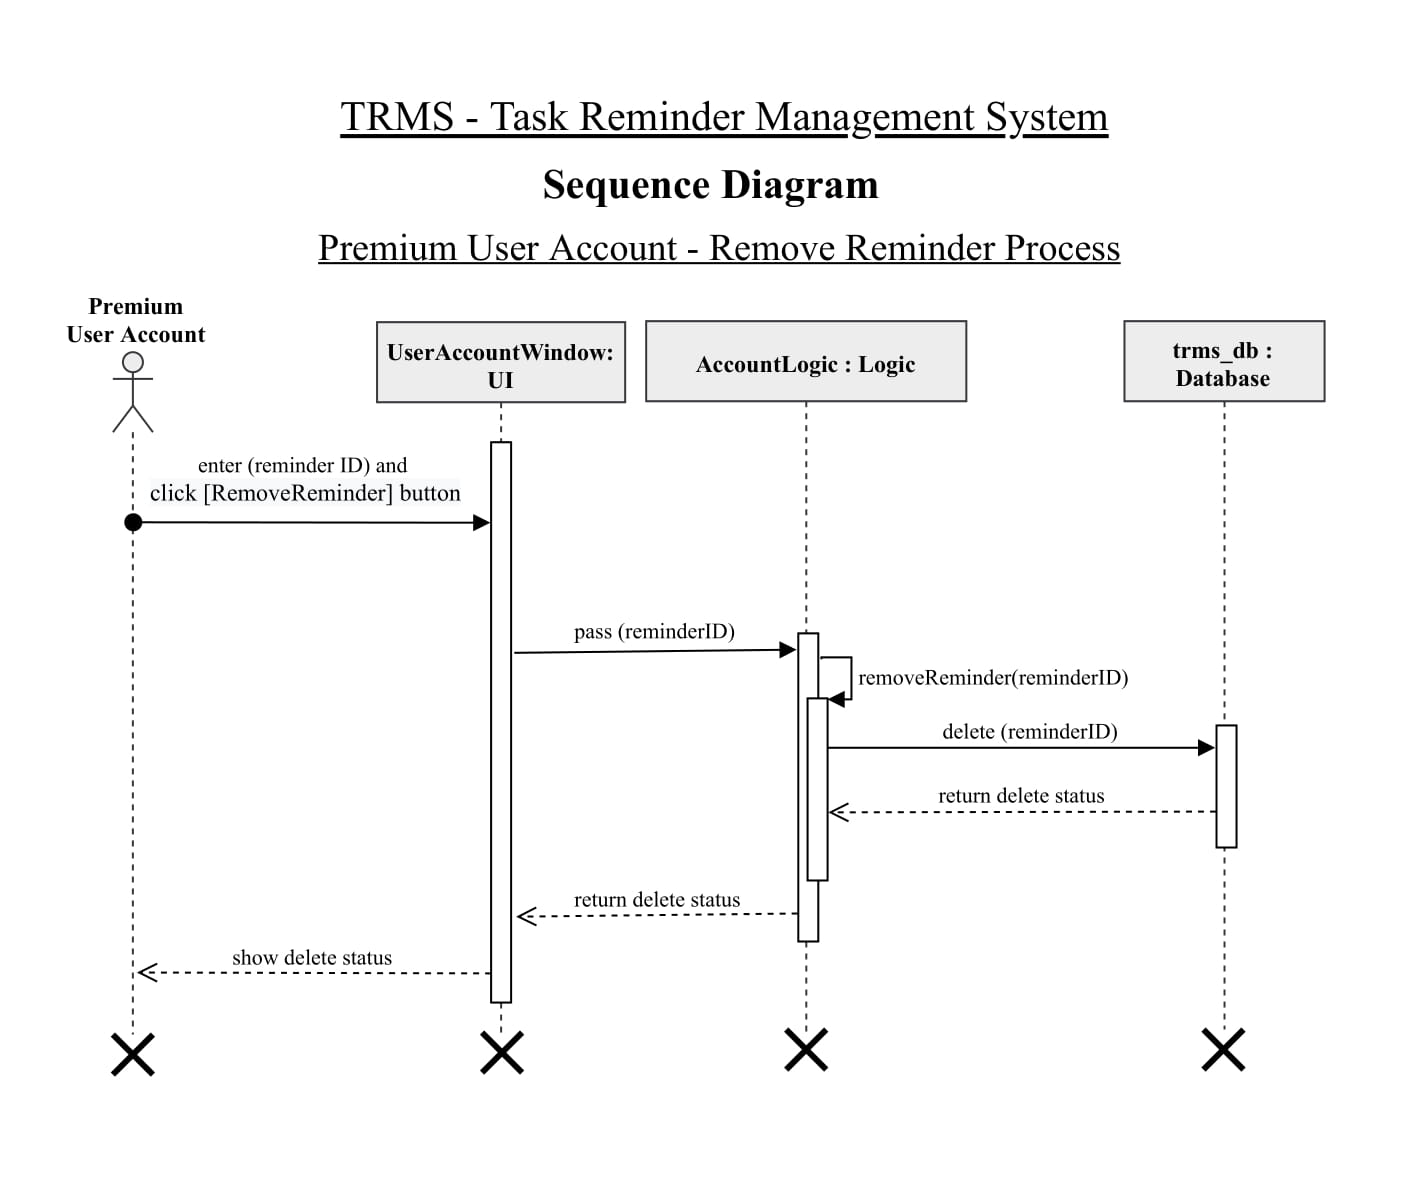 TRMS - Task Reminder Management System
Sequence Diagram
Premium User Account - Remove Reminder Process
Premium
User Account
UserAccountWindow:
UI
AccountLogic : Logic
trms_db :
Database
enter (reminder ID) and
click [RemoveReminder] button
pass (reminderID)
removeReminder(reminderID)
delete (reminderID)
return delete status
return delete status
show delete status